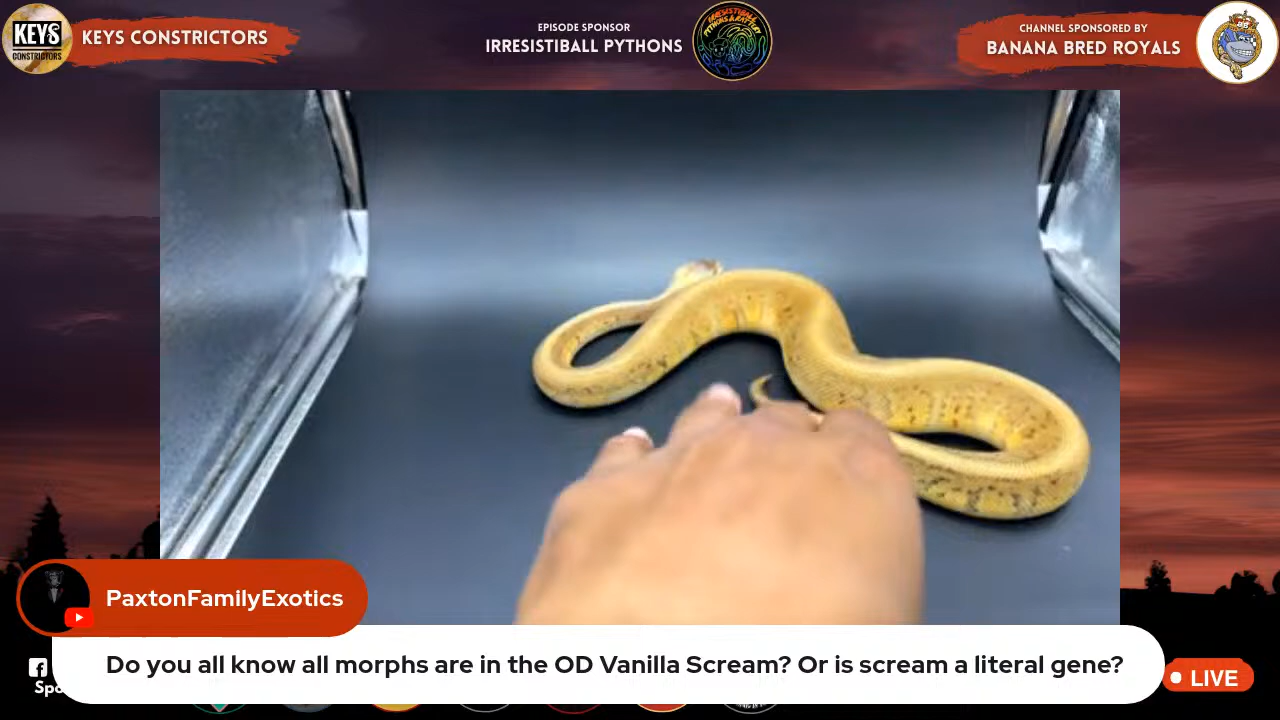 KEYS
CONSTRICTORS
KEYS CONSTRICTORS
EPISODE SPONSOR
IRRESISTIBALL PYTHONS
CHANNEL SPONSORED BY
BANANA BRED ROYALS
PaxtonFamilyExotics
Do you all know all morphs are in the OD Vanilla Scream? Or is scream a literal gene?
LIVE